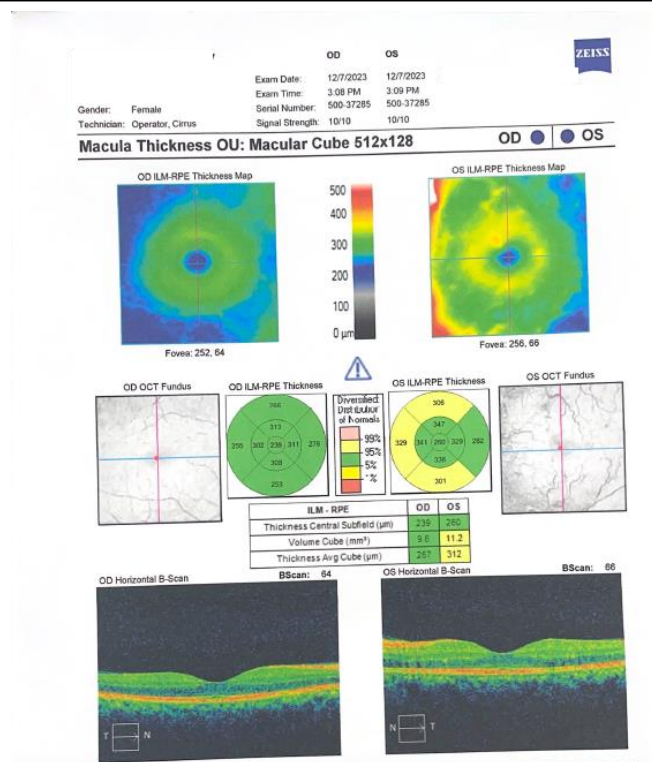 OD OS
ZEISS
Exam Date: 12/7/2023 12/7/2023
Exam Time: 3:08 PM 3:09 PM
Gender: Female Serial Number: 500-37285 500-37285
Technician: Operator, Cirrus Signal Strength: 10/10 10/10
Macula Thickness OU: Macular Cube 512x128 OD OS
OD ILM-RPE Thickness Map
OS ILM-RPE Thickness Map
500
400
300
200
100
0 µm
Fovea: 252, 64
Fovea: 256, 66
OD OCT Fundus
OD ILM-RPE Thickness
OS ILM-RPE Thickness
OS OCT Fundus
Diversified:
Distribution
of Normals
99%
95%
5%
313
302 239 311 276
308
253
306
347
329 341 260 329 282
336
301
ILM - RPE OD OS
Thickness Central Subfield (µm) 239 260
Volume Cube (mm³) 9.6 11.2
Thickness Avg Cube (µm) 267 312
OD Horizontal B-Scan BScan: 64
OS Horizontal B-Scan BScan: 66
T N
N T